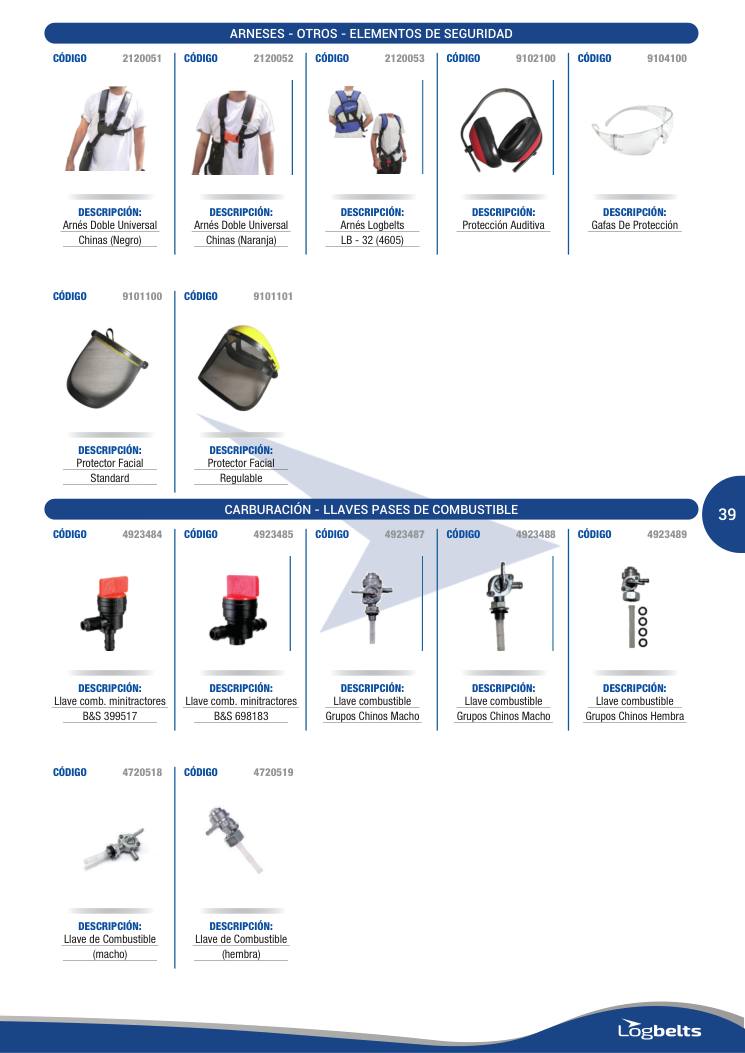 ARNESES - OTROS - ELEMENTOS DE SEGURIDAD
CÓDIGO 2120051
CÓDIGO 2120052
CÓDIGO 2120053
CÓDIGO 9102100
CÓDIGO 9104100
DESCRIPCIÓN:
Arnés Doble Universal
Chinas (Negro)
DESCRIPCIÓN:
Arnés Doble Universal
Chinas (Naranja)
DESCRIPCIÓN:
Arnés Logbelts
LB - 32 (4605)
DESCRIPCIÓN:
Protección Auditiva
DESCRIPCIÓN:
Gafas De Protección
CÓDIGO 9101100
CÓDIGO 9101101
DESCRIPCIÓN:
Protector Facial
Standard
DESCRIPCIÓN:
Protector Facial
Regulable
CARBURACIÓN - LLAVES PASES DE COMBUSTIBLE
39
CÓDIGO 4923484
CÓDIGO 4923485
CÓDIGO 4923487
CÓDIGO 4923488
CÓDIGO 4923489
DESCRIPCIÓN:
Llave comb. minitractores
B&S 399517
DESCRIPCIÓN:
Llave comb. minitractores
B&S 698183
DESCRIPCIÓN:
Llave combustible
Grupos Chinos Macho
DESCRIPCIÓN:
Llave combustible
Grupos Chinos Macho
DESCRIPCIÓN:
Llave combustible
Grupos Chinos Hembra
CÓDIGO 4720518
CÓDIGO 4720519
DESCRIPCIÓN:
Llave de Combustible
(macho)
DESCRIPCIÓN:
Llave de Combustible
(hembra)
Logbelts